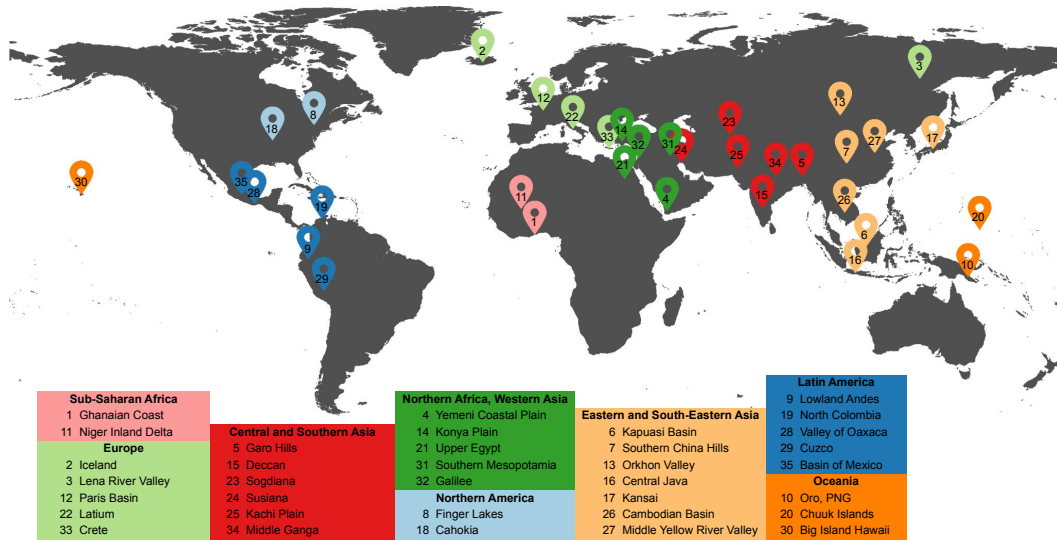 2
3
12
13
8
22
18
23
14
33
17
27
31
32
7
24
25
34
5
21
35
30
28
11
15
4
26
19
1
20
6
9
16
10
29
Sub-Saharan Africa
1 Ghanaian Coast
11 Niger Inland Delta
Europe
2 Iceland
3 Lena River Valley
12 Paris Basin
22 Latium
33 Crete
Central and Southern Asia
5 Garo Hills
15 Deccan
23 Sogdiana
24 Susiana
25 Kachi Plain
34 Middle Ganga
Northern Africa, Western Asia
4 Yemeni Coastal Plain
14 Konya Plain
21 Upper Egypt
31 Southern Mesopotamia
32 Galilee
Northern America
8 Finger Lakes
18 Cahokia
Eastern and South-Eastern Asia
6 Kapuasi Basin
7 Southern China Hills
13 Orkhon Valley
16 Central Java
17 Kansai
26 Cambodian Basin
27 Middle Yellow River Valley
Latin America
9 Lowland Andes
19 North Colombia
28 Valley of Oaxaca
29 Cuzco
35 Basin of Mexico
Oceania
10 Oro, PNG
20 Chuuk Islands
30 Big Island Hawaii